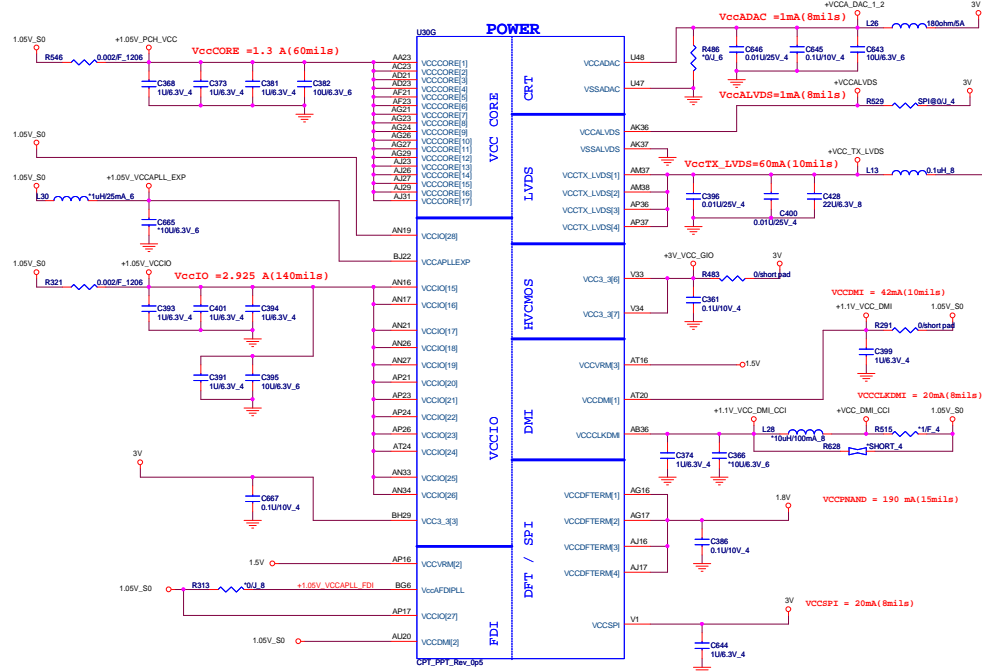 POWER
U30G
1.05V_S0
+1.05V_PCH_VCC
VccCORE =1.3 A(60mils)
R546
0.002/F_1206
C368
1U/6.3V_4
C373
1U/6.3V_4
C381
1U/6.3V_4
C382
10U/6.3V_6
1.05V_S0
1.05V_S0
+1.05V_VCCAPLL_EXP
L30
*1uH/25mA_6
C665
*10U/6.3V_6
1.05V_S0
+1.05V_VCCIO
VccIO =2.925 A(140mils)
R321
0.002/F_1206
C393
1U/6.3V_4
C401
1U/6.3V_4
C394
1U/6.3V_4
C391
1U/6.3V_4
C395
10U/6.3V_6
3V
C667
0.1U/10V_4
1.5V
1.05V_S0
R313
*0/J_8
+1.05V_VCCAPLL_FDI
1.05V_S0
AA23
VCCCORE[1]
AC23
VCCCORE[2]
AD21
VCCCORE[3]
AD23
VCCCORE[4]
AF21
VCCCORE[5]
AF23
VCCCORE[6]
AG21
VCCCORE[7]
AG23
VCCCORE[8]
AG24
VCCCORE[9]
AG26
VCCCORE[10]
AG27
VCCCORE[11]
AG29
VCCCORE[12]
AJ23
VCCCORE[13]
AJ26
VCCCORE[14]
AJ27
VCCCORE[15]
AJ29
VCCCORE[16]
AJ31
VCCCORE[17]
AN19
VCCIO[28]
BJ22
VCCAPLLEXP
AN16
VCCIO[15]
AN17
VCCIO[16]
AN21
VCCIO[17]
AN26
VCCIO[18]
AN27
VCCIO[19]
AP21
VCCIO[20]
AP23
VCCIO[21]
AP24
VCCIO[22]
AP26
VCCIO[23]
AT24
VCCIO[24]
AN33
VCCIO[25]
AN34
VCCIO[26]
BH29
VCC3_3[3]
AP16
VCCVRM[2]
BG6
VccAFDIPLL
AP17
VCCIO[27]
AU20
VCCDMI[2]
CPT_PPT_Rev_0p5
VCC CORE
VCCIO
FDI
CRT
LVDS
HVCMOS
DMI
DFT / SPI
VCCADAC
U48
VSSADAC
U47
VCCALVDS
AK36
VSSALVDS
AK37
VCCTX_LVDS[1]
AM37
VCCTX_LVDS[2]
AM38
VCCTX_LVDS[3]
AP36
VCCTX_LVDS[4]
AP37
VCC3_3[6]
V33
VCC3_3[7]
V34
VCCVRM[3]
AT16
VCCDMI[1]
AT20
VCCCLKDMI
AB36
VCCDFTERM[1]
AG16
VCCDFTERM[2]
AG17
VCCDFTERM[3]
AJ16
VCCDFTERM[4]
AJ17
VCCSPI
V1
VccADAC =1mA(8mils)
+VCCA_DAC_1_2
3V
L26
180ohm/5A
R486
*0/J_6
C646
0.01U/25V_4
C645
0.1U/10V_4
C643
10U/6.3V_6
VccALVDS=1mA(8mils)
+VCCALVDS
3V
R529
SPI@0/J_4
VccTX_LVDS=60mA(10mils)
+VCC_TX_LVDS
L13
0.1uH_8
C396
0.01U/25V_4
C400
0.01U/25V_4
C428
22U/6.3V_8
+3V_VCC_GIO
3V
R483
0/short pad
C361
0.1U/10V_4
1.5V
VCCDMI = 42mA(10mils)
+1.1V_VCC_DMI
1.05V_S0
R291
0/short pad
C399
1U/6.3V_4
VCCCLKDMI = 20mA(8mils)
+1.1V_VCC_DMI_CCI
+VCC_DMI_CCI
1.05V_S0
L28
*10uH/100mA_8
R515
*1/F_4
R628
*SHORT_4
C374
1U/6.3V_4
C366
*10U/6.3V_6
VCCPNAND = 190 mA(15mils)
1.8V
C386
0.1U/10V_4
VCCSPI = 20mA(8mils)
3V
C644
1U/6.3V_4